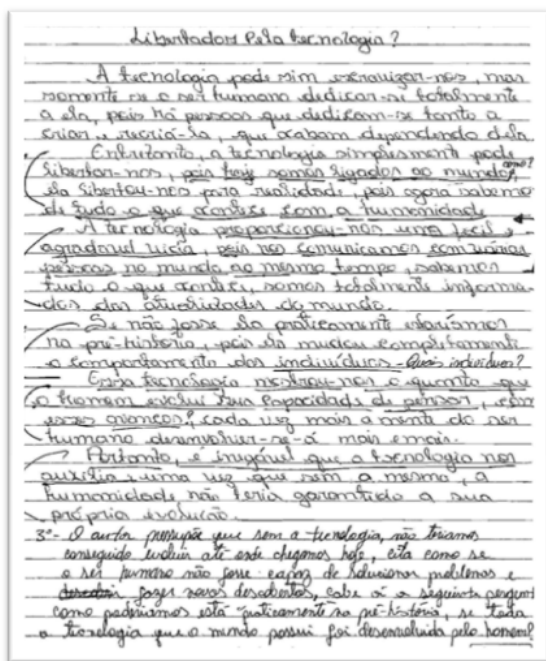 Libertados Pela tecnologia?
A tecnologia pode sim escravizar-nos, mas
somente se o ser humano dedicar-se totalmente
a ela, pois há pessoas que dedicam-se tanto a
criar e recriá-la, que acabam dependendo dela.
Entretanto, a tecnologia simplesmente pode
como?
libertar-nos, pois hoje somos ligados ao mundo,
ela libertou-nos para realidade, pois agora sabemos
de tudo o que acontece com a humanidade
A tecnologia proporcionou-nos uma fácil e
agradavel vida, pois nos comunicamos com várias
pessoas no mundo ao mesmo tempo, sabemos
tudo o que acontece, somos totalmente informa-
dos das atualidades do mundo.
Se não fosse ela praticamente estaríamos
na pré-história, pois ela mudou completamente
o comportamento dos individuos - Quais individuos?
Essa tecnologia mostrou-nos o quanto que
o homem evolui sua capacidade de pensar, com
esses avanços?, cada vez mais a mente do ser
humano desenvolver-se-á mais e mais.
Portanto, é inegável que a tecnologia nos
auxilia, uma vez que sem a mesma, a
humanidade não teria garantido a sua
própria evolução.
3º- O autor pressupõe que sem a tecnologia, não teriamos
conseguido evoluir até onde chegamos hoje, cita como se
o ser humano não fosse capaz de solucionar problemas e
fazer novas descobertas, cabe aí a seguinte pergunta
como poderiamos está praticamente na pré-história, se toda
a tecnologia que o mundo possui foi desenvolvida pelo homem?